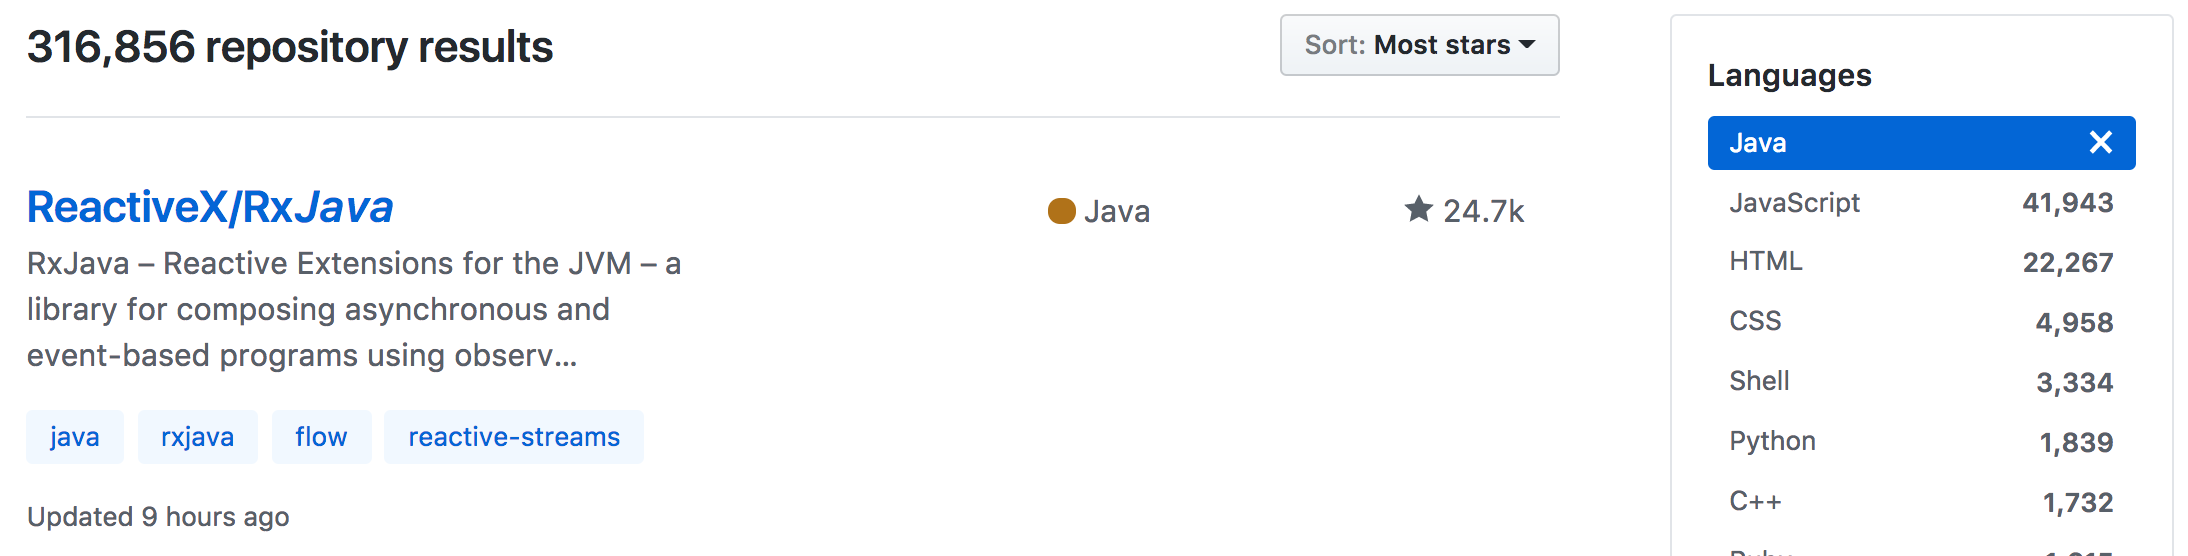 316,856 repository results
Sort: Most stars
ReactiveX/RxJava
Java
24.7k
RxJava – Reactive Extensions for the JVM – a
library for composing asynchronous and
event-based programs using observ...
java rxjava flow reactive-streams
Updated 9 hours ago
Languages
Java
JavaScript 41,943
HTML 22,267
CSS 4,958
Shell 3,334
Python 1,839
C++ 1,732